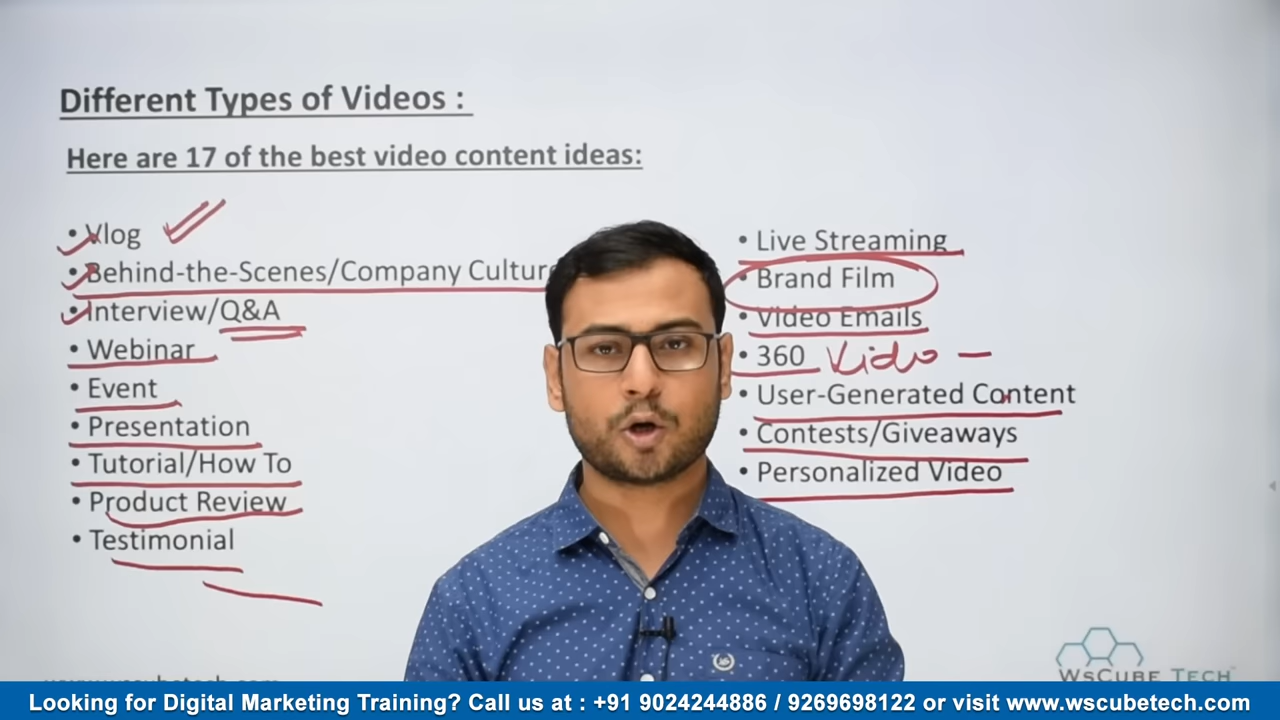 Different Types of Videos :
Here are 17 of the best video content ideas:
• Vlog
• Behind-the-Scenes/Company Culture
• Interview/Q&A
• Webinar
• Event
• Presentation
• Tutorial/How To
• Product Review
• Testimonial
• Live Streaming
• Brand Film
• Video Emails
• 360 Video –
• User-Generated Content
• Contests/Giveaways
• Personalized Video
WsCube Tech
Looking for Digital Marketing Training? Call us at : +91 9024244886 / 9269698122 or visit www.wscubetech.com